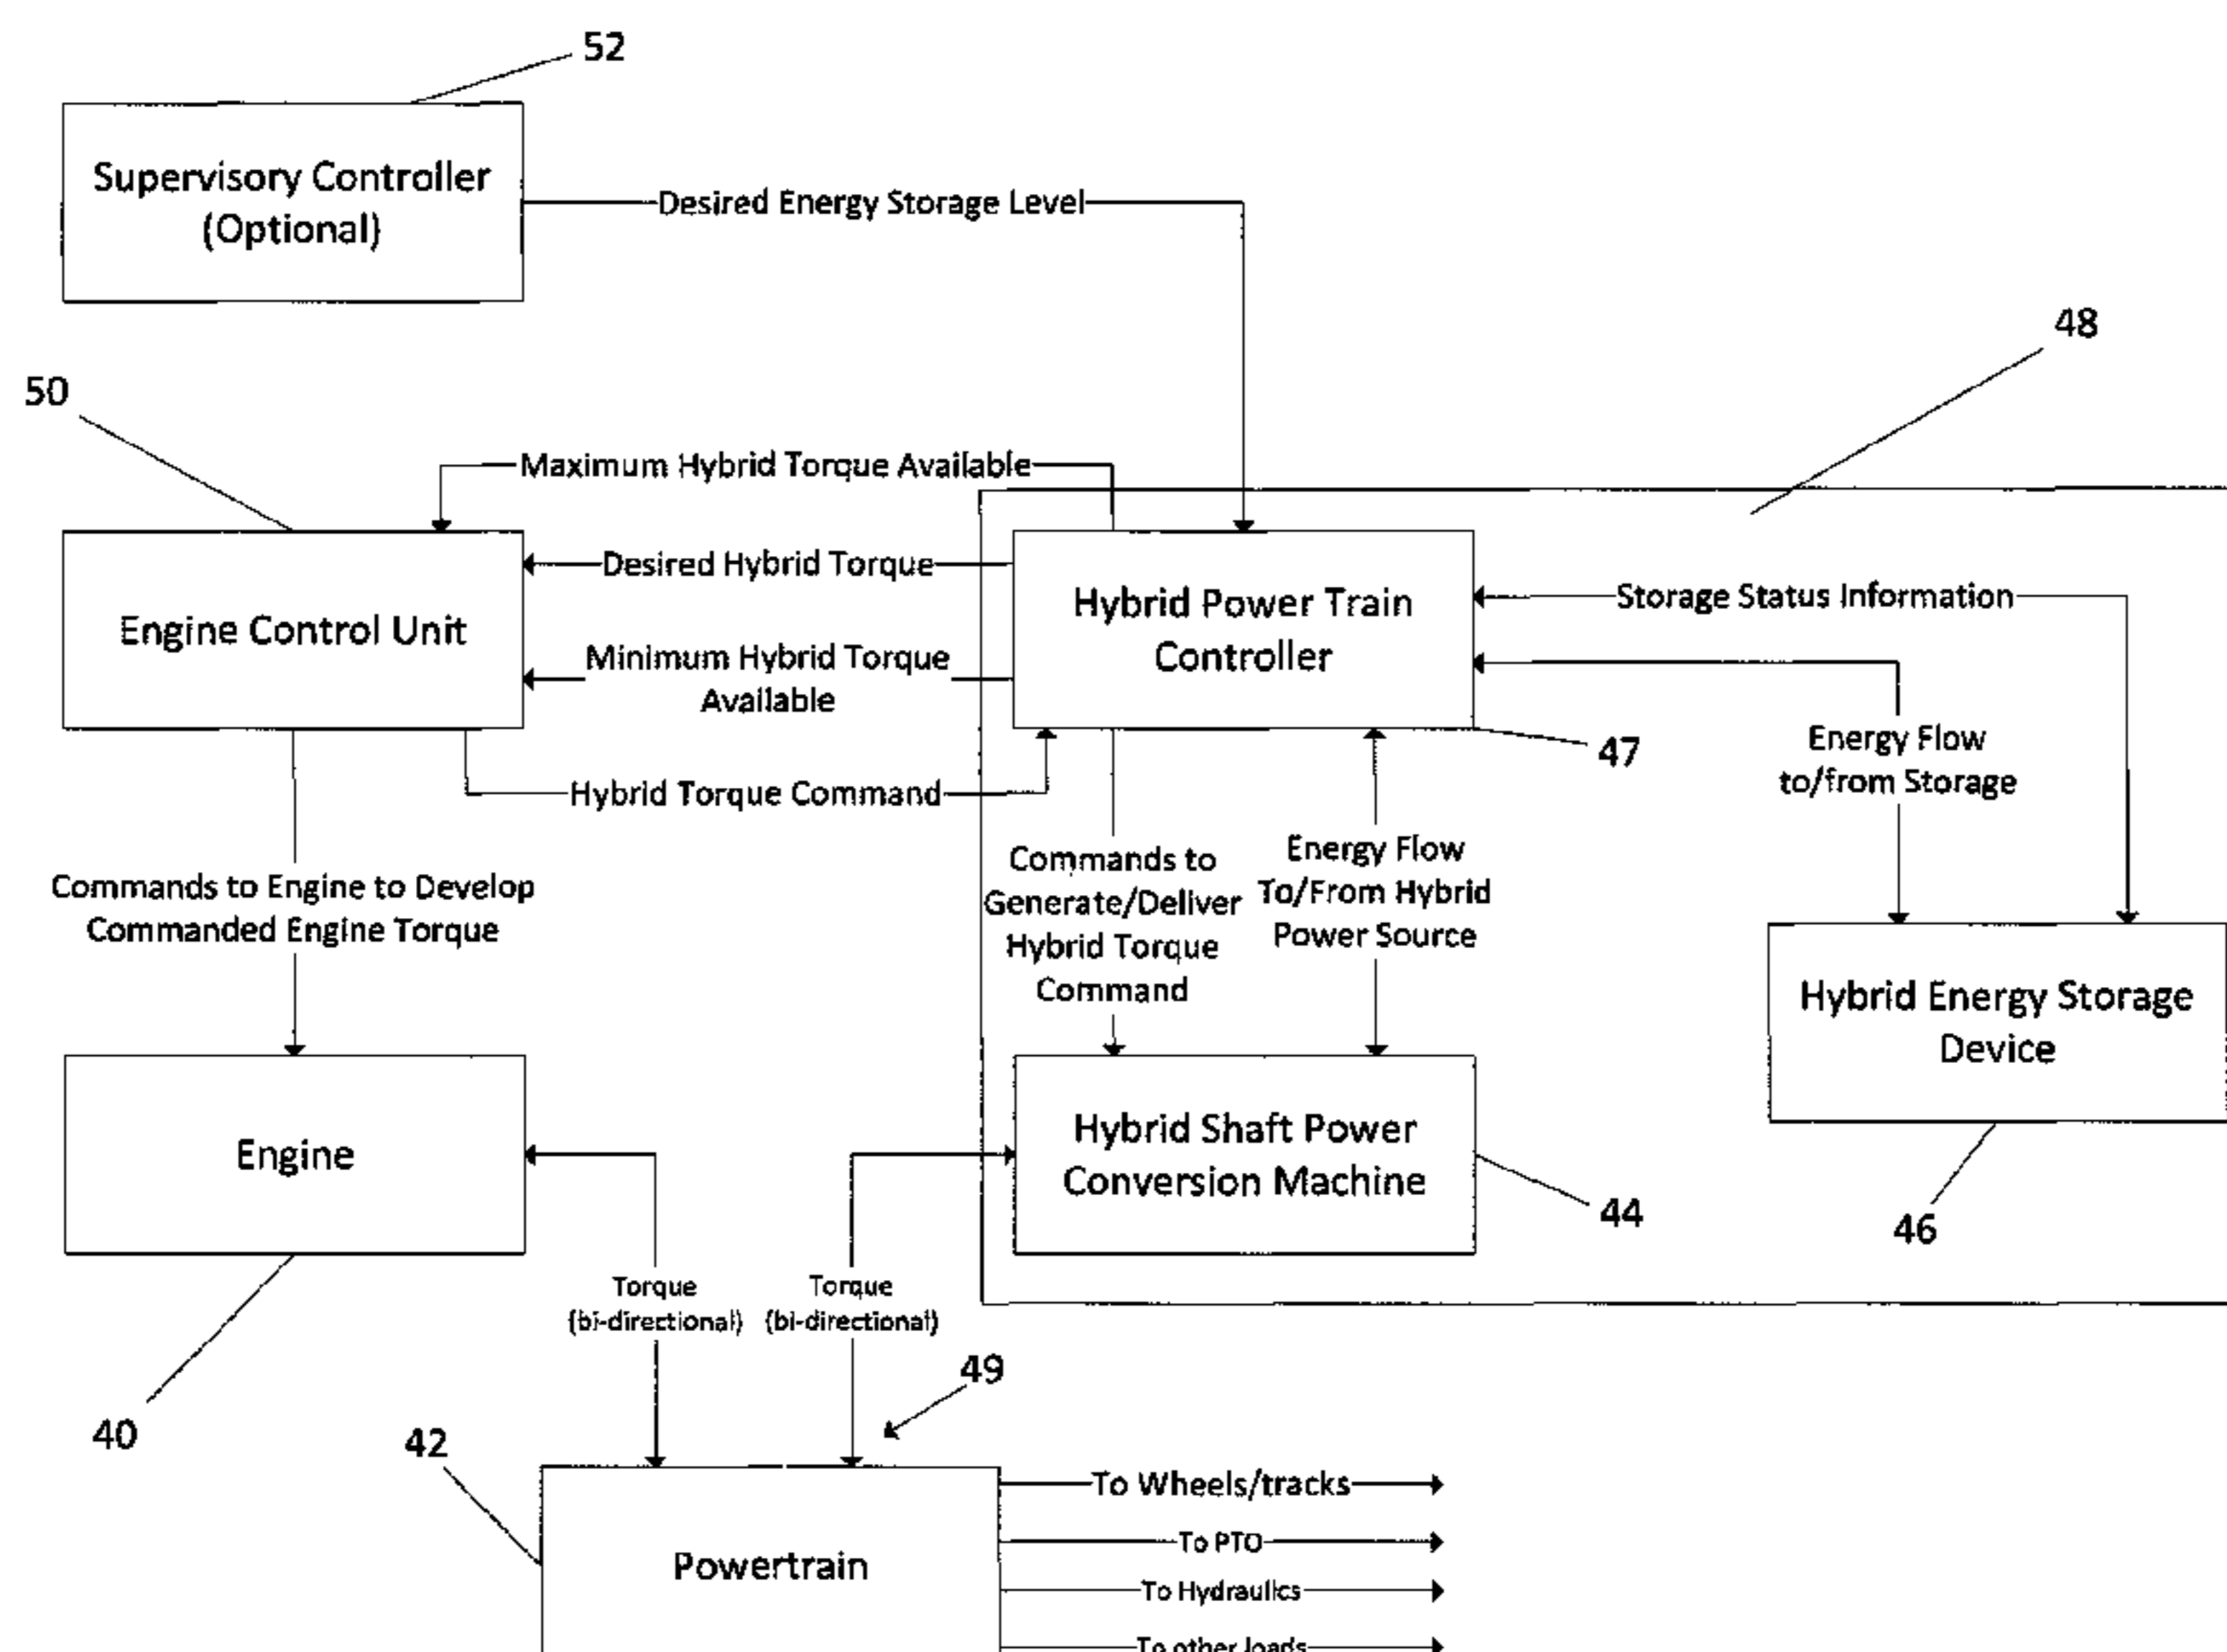 52
Supervisory Controller
(Optional)
Desired Energy Storage Level
48
50
Maximum Hybrid Torque Available
Engine Control Unit
Desired Hybrid Torque
Minimum Hybrid Torque
Available
Hybrid Torque Command
Hybrid Power Train
Controller
47
Storage Status Information
Energy Flow
to/from Storage
Commands to Engine to Develop
Commanded Engine Torque
Commands to
Generate/Deliver
Hybrid Torque
Command
Energy Flow
To/From Hybrid
Power Source
Hybrid Energy Storage
Device
46
Engine
40
Hybrid Shaft Power
Conversion Machine
44
Torque
(bi-directional)
Torque
(bi-directional)
49
42
Powertrain
To Wheels/tracks
To PTO
To Hydraulics
To other loads